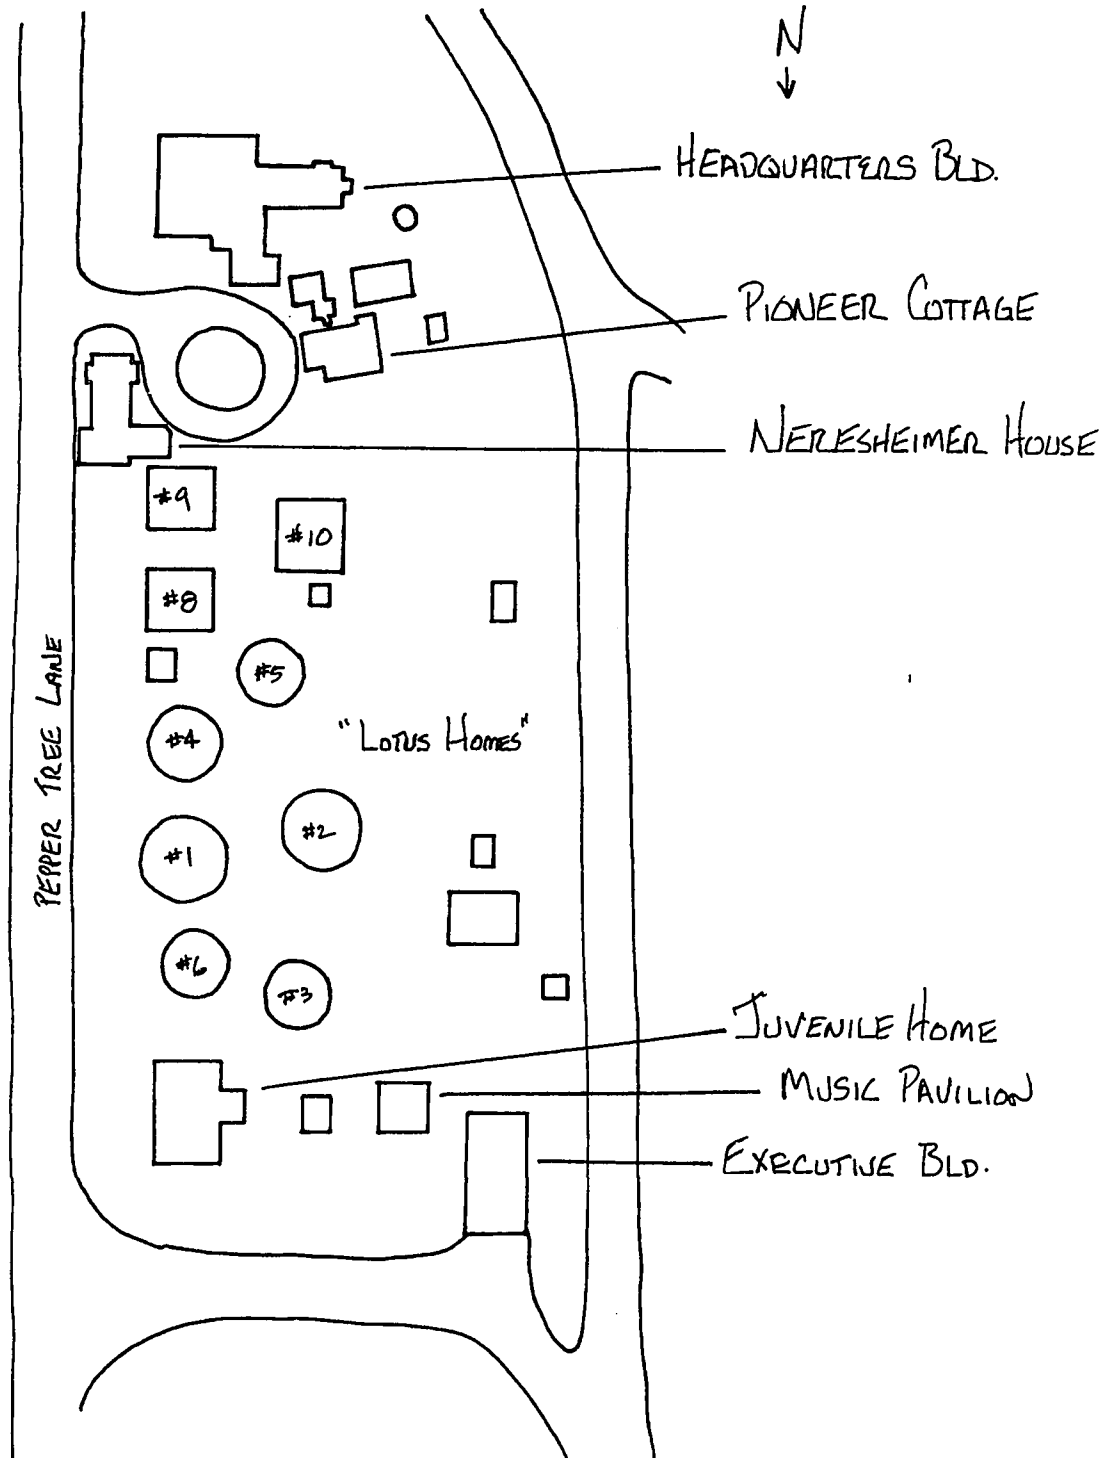 N
HEADQUARTERS BLD.
PIONEER COTTAGE
NERESHEIMER HOUSE
#9
#10
#8
#5
PEPPER TREE LANE
#4
"LOTUS HOMES"
#2
#1
#6
#3
JUVENILE HOME
MUSIC PAVILION
EXECUTIVE BLD.